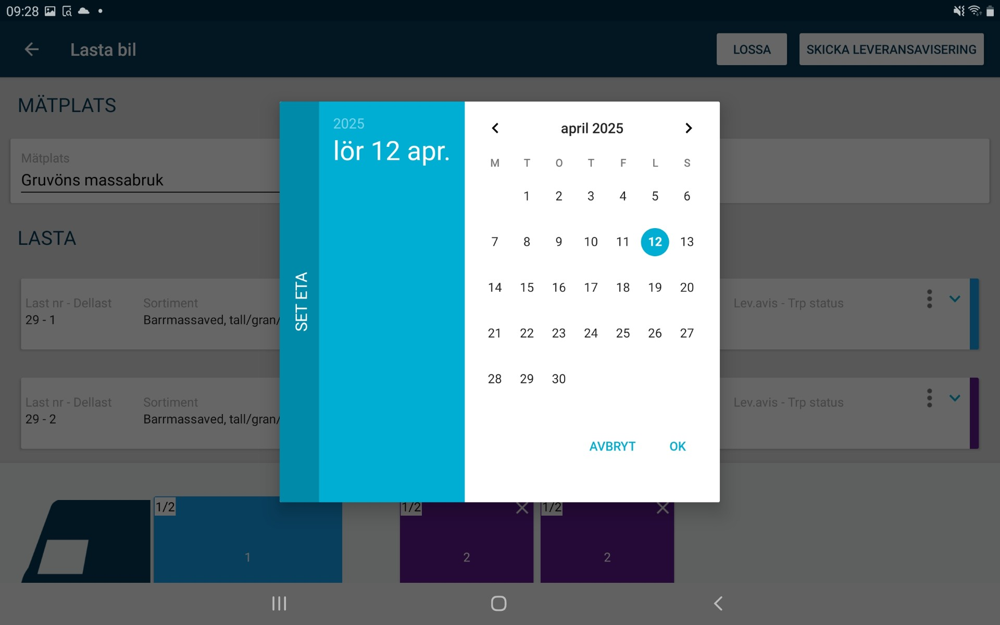 09:28
Lasta bil
LOSSA
SKICKA LEVERANSAVISERING
MÄTPLATS
Mätplats
Gruvöns massabruk
LASTA
Last nr - Dellast
Sortiment
Lev.avis - Trp status
29 - 1
Barrmassaved, tall/gran/
Last nr - Dellast
Sortiment
Lev.avis - Trp status
29 - 2
Barrmassaved, tall/gran/
SET ETA
2025
lör 12 apr.
april 2025
M T O T F L S
1 2 3 4 5 6
7 8 9 10 11 12 13
14 15 16 17 18 19 20
21 22 23 24 25 26 27
28 29 30
AVBRYT OK
1/2
1
1/2
2
1/2
2